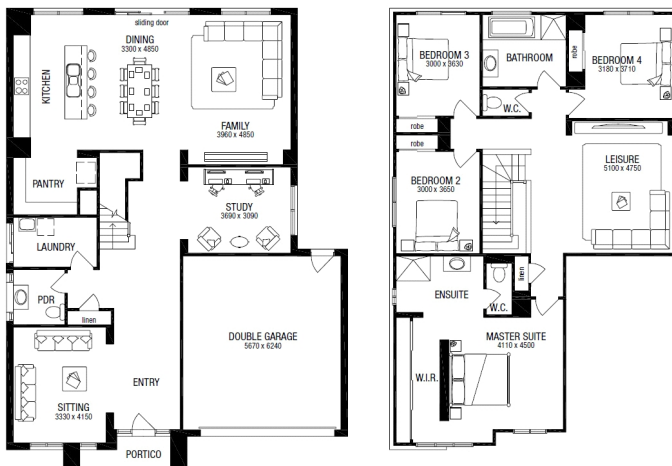 sliding door
DINING
3300 x 4850
KITCHEN
FAMILY
3960 x 4850
PANTRY
STUDY
3690 x 3090
LAUNDRY
PDR
linen
DOUBLE GARAGE
5670 x 6240
ENTRY
SITTING
3330 x 4150
PORTICO
BEDROOM 3
3000 x 3630
BATHROOM
robe
BEDROOM 4
3180 x 3710
W.C.
robe
robe
LEISURE
5100 x 4750
BEDROOM 2
3000 x 3650
linen
ENSUITE
W.C.
MASTER SUITE
4110 x 4500
W.I.R.